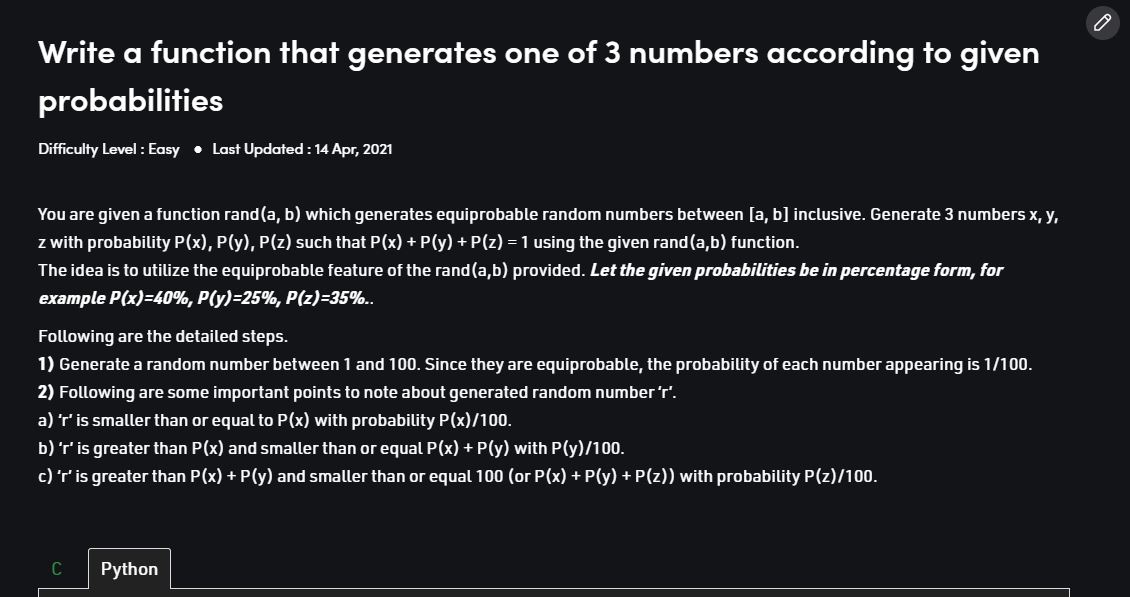 Write a function that generates one of 3 numbers according to given
probabilities
Difficulty Level : Easy ● Last Updated : 14 Apr, 2021
You are given a function rand(a, b) which generates equiprobable random numbers between [a, b] inclusive. Generate 3 numbers x, y,
z with probability P(x), P(y), P(z) such that P(x) + P(y) + P(z) = 1 using the given rand(a,b) function.
The idea is to utilize the equiprobable feature of the rand(a,b) provided. Let the given probabilities be in percentage form, for
example P(x)=40%, P(y)=25%, P(z)=35%..
Following are the detailed steps.
1) Generate a random number between 1 and 100. Since they are equiprobable, the probability of each number appearing is 1/100.
2) Following are some important points to note about generated random number ‘r’.
a) ‘r’ is smaller than or equal to P(x) with probability P(x)/100.
b) ‘r’ is greater than P(x) and smaller than or equal P(x) + P(y) with P(y)/100.
c) ‘r’ is greater than P(x) + P(y) and smaller than or equal 100 (or P(x) + P(y) + P(z)) with probability P(z)/100.
C Python